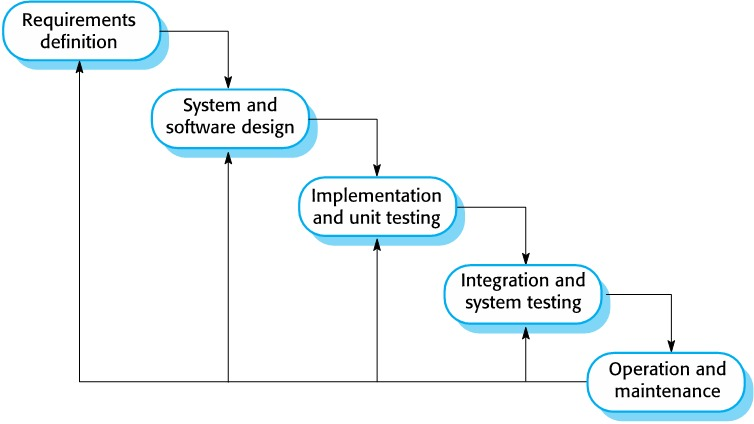 Requirements
definition
System and
software design
Implementation
and unit testing
Integration and
system testing
Operation and
maintenance